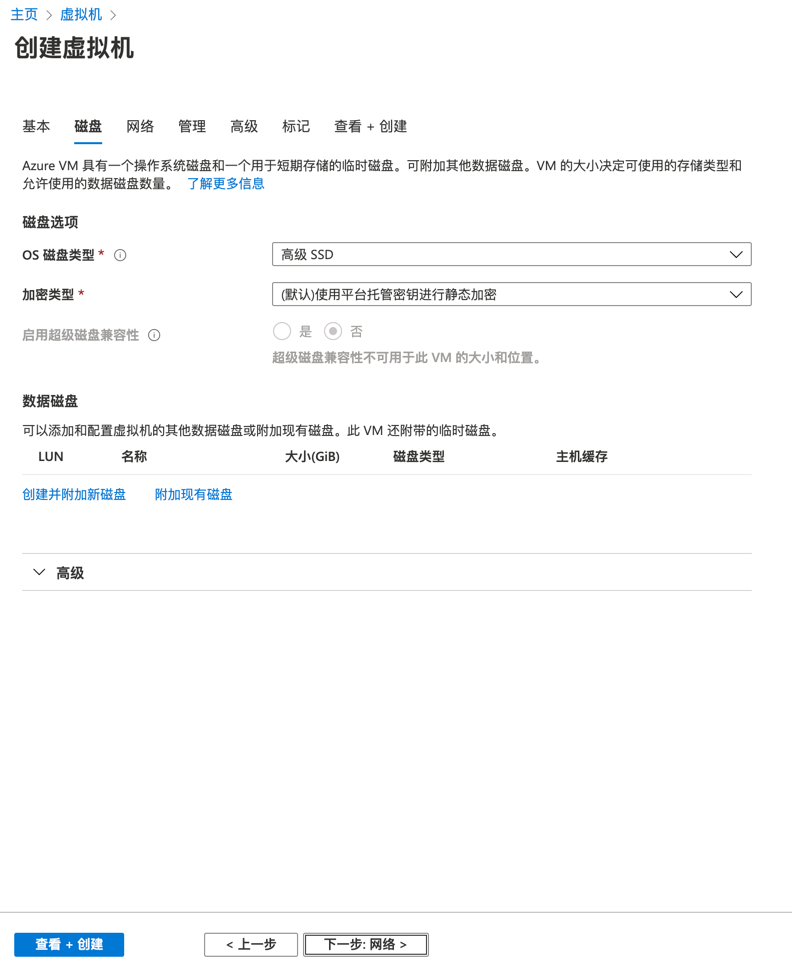 主页 > 虚拟机 >
创建虚拟机
基本 磁盘 网络 管理 高级 标记 查看 + 创建
Azure VM 具有一个操作系统磁盘和一个用于短期存储的临时磁盘。可附加其他数据磁盘。VM 的大小决定可使用的存储类型和
允许使用的数据磁盘数量。 了解更多信息
磁盘选项
OS 磁盘类型 * 高级 SSD
加密类型 * (默认)使用平台托管密钥进行静态加密
启用超级磁盘兼容性 是 否
超级磁盘兼容性不可用于此 VM 的大小和位置。
数据磁盘
可以添加和配置虚拟机的其他数据磁盘或附加现有磁盘。此 VM 还附带的临时磁盘。
LUN 名称 大小(GiB) 磁盘类型 主机缓存
创建并附加新磁盘 附加现有磁盘
高级
查看 + 创建 < 上一步 下一步: 网络 >